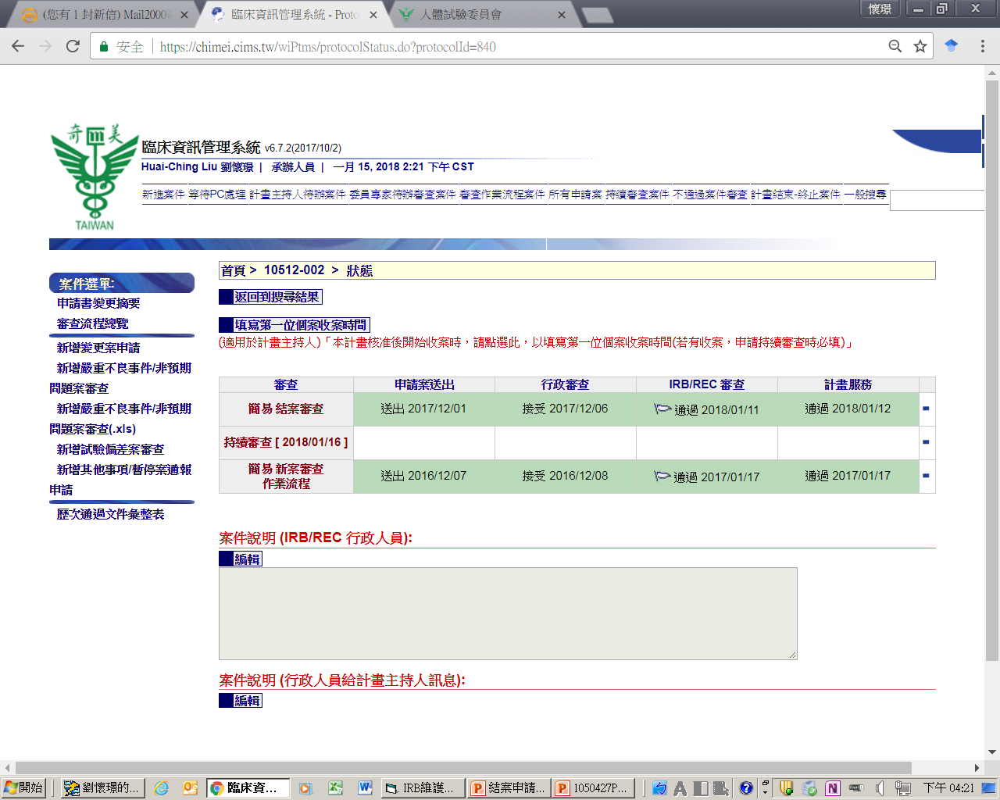 (您有 1 封新信) Mail2000
臨床資訊管理系統 - Proto
人體試驗委員會
懷璟
安全
https://chimei.cims.tw/wiPtms/protocolStatus.do?protocolId=840
奇 美
TAIWAN
臨床資訊管理系統 v6.7.2(2017/10/2)
Huai-Ching Liu 劉懷璟 | 承辦人員 | 一月 15, 2018 2:21 下午 CST
新進案件 等待PC處理 計畫主持人待辦案件 委員專家待辦審查案件 審查作業流程案件 所有申請案 持續審查案件 不通過案件審查 計畫結束-終止案件 一般搜尋
案件選單:
申請書變更摘要
審查流程總覽
新增變更案申請
新增嚴重不良事件/非預期
問題案審查
新增嚴重不良事件/非預期
問題案審查(.xls)
新增試驗偏差案審查
新增其他事項/暫停案通報
申請
歷次通過文件彙整表
首頁 > 10512-002 > 狀態
返回到搜尋結果
填寫第一位個案收案時間
(適用於計畫主持人)「本計畫核准後開始收案時，請點選此，以填寫第一位個案收案時間(若有收案，申請持續審查時必填)」
審查 申請案送出 行政審查 IRB/REC 審查 計畫服務
簡易 結案審查 送出 2017/12/01 接受 2017/12/06 通過 2018/01/11 通過 2018/01/12
持續審查 [ 2018/01/16 ]
簡易 新案審查
作業流程 送出 2016/12/07 接受 2016/12/08 通過 2017/01/17 通過 2017/01/17
案件說明 (IRB/REC 行政人員):
編輯
案件說明 (行政人員給計畫主持人訊息):
編輯
開始
劉懷璟的...
臨床資...
IRB維護...
結案申請...
1050427P...
下午 04:21